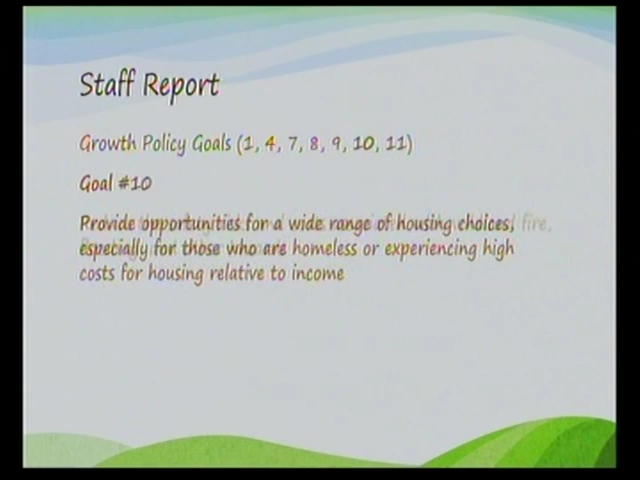 Staff Report
Growth Policy Goals (1, 4, 7, 8, 9, 10, 11)
Goal #10
Provide opportunities for a wide range of housing choices,
fire,
especially for those who are homeless or experiencing high
costs for housing relative to income